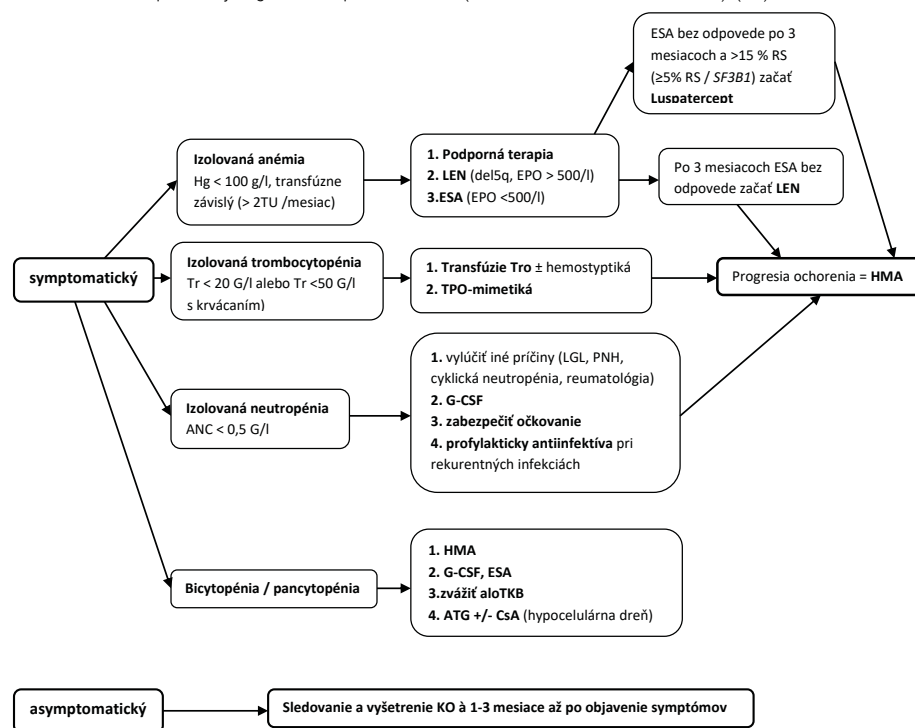 ESA bez odpovede po 3
mesiacoch a >15 % RS
(≥5% RS / SF3B1) začať
Luspatercept
Izolovaná anémia
Hg < 100 g/l, transfúzne
závislý (> 2TU /mesiac)
1. Podporná terapia
2. LEN (del5q, EPO > 500/l)
3.ESA (EPO <500/l)
Po 3 mesiacoch ESA bez
odpovede začať LEN
symptomatický
Izolovaná trombocytopénia
Tr < 20 G/l alebo Tr <50 G/l
s krvácaním)
1. Transfúzie Tro ± hemostyptiká
2. TPO-mimetiká
Progresia ochorenia = HMA
Izolovaná neutropénia
ANC < 0,5 G/l
1. vylúčiť iné príčiny (LGL, PNH,
cyklická neutropénia, reumatológia)
2. G-CSF
3. zabezpečiť očkovanie
4. profylakticky antiinfektíva pri
rekurentných infekciách
Bicytopénia / pancytopénia
1. HMA
2. G-CSF, ESA
3.zvážiť aloTKB
4. ATG +/- CsA (hypocelulárna dreň)
asymptomatický
Sledovanie a vyšetrenie KO à 1-3 mesiace až po objavenie symptómov